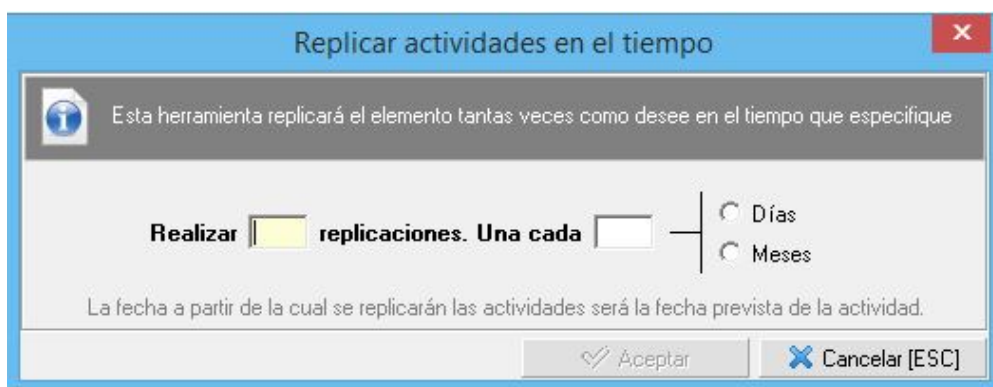 Replicar actividades en el tiempo
Esta herramienta replicará el elemento tantas veces como desee en el tiempo que especifique
Realizar replicaciones. Una cada
Días
Meses
La fecha a partir de la cual se replicarán las actividades será la fecha prevista de la actividad.
Aceptar Cancelar [ESC]